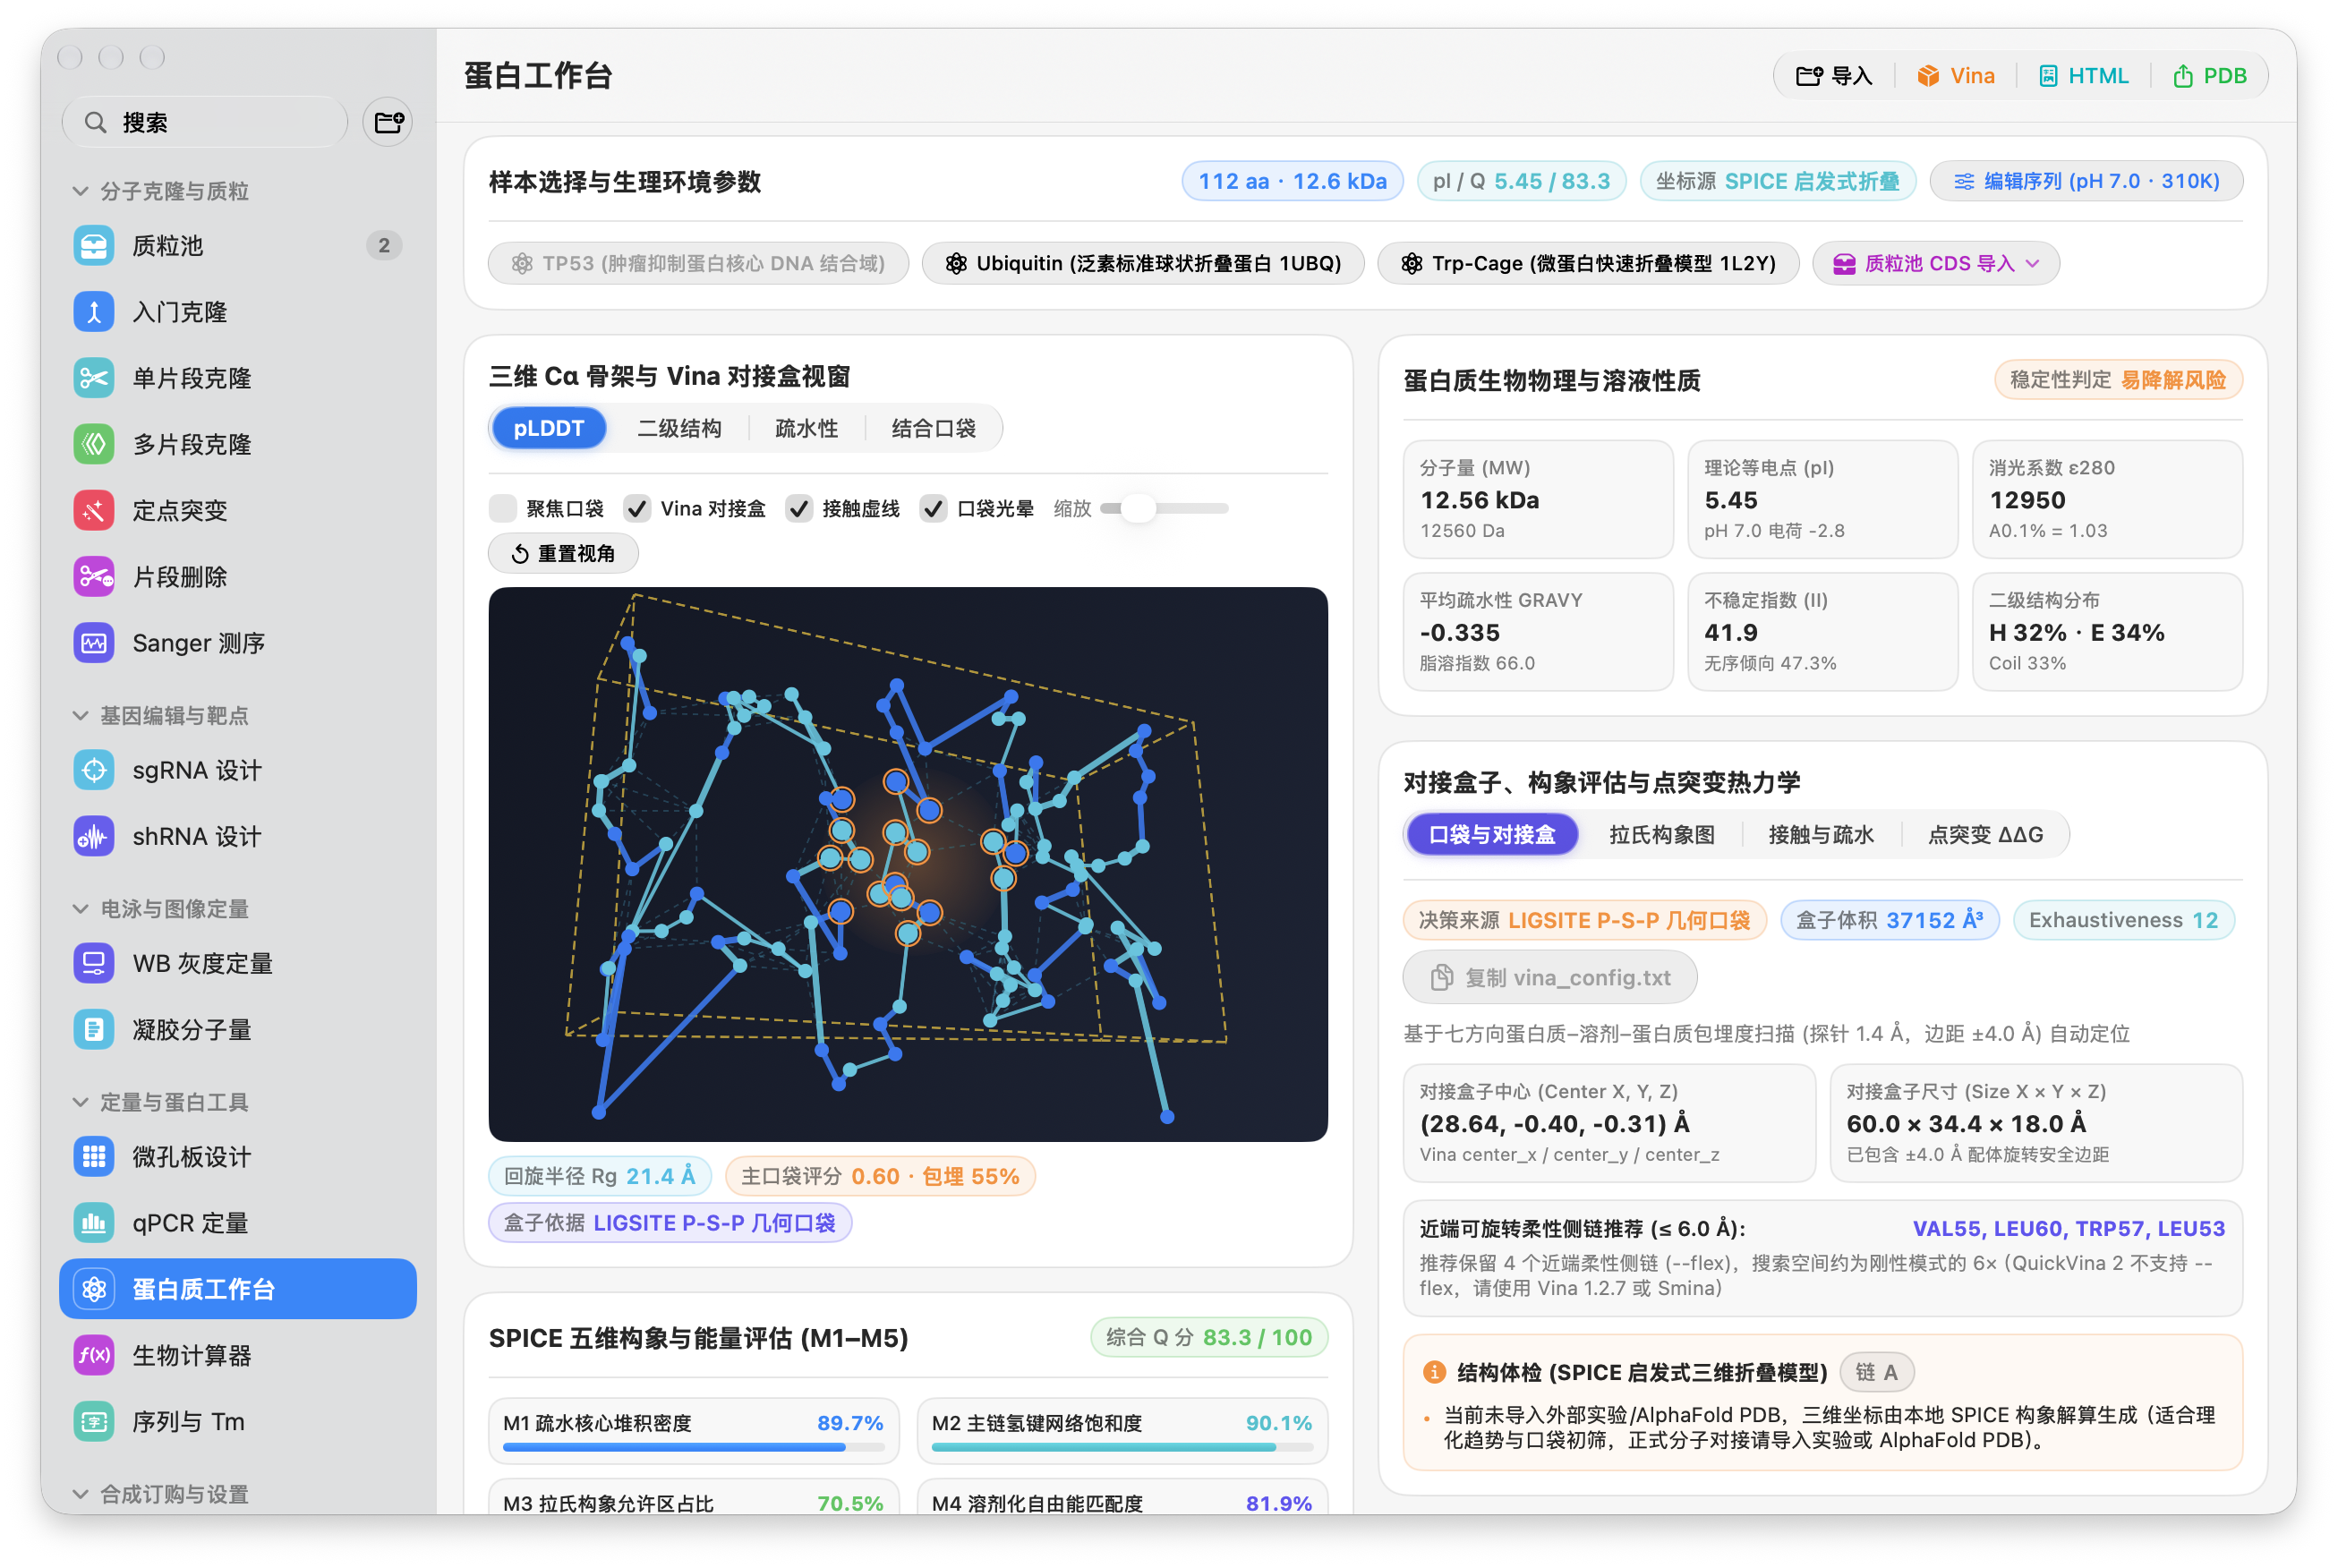 搜索
分子克隆与质粒
质粒池 2
入门克隆
单片段克隆
多片段克隆
定点突变
片段删除
Sanger 测序
基因编辑与靶点
sgRNA 设计
shRNA 设计
电泳与图像定量
WB 灰度定量
凝胶分子量
定量与蛋白工具
微孔板设计
qPCR 定量
蛋白质工作台
f(x) 生物计算器
字 序列与 Tm
合成订购与设置
蛋白工作台
导入 Vina HTML PDB
样本选择与生理环境参数
112 aa · 12.6 kDa pI / Q 5.45 / 83.3 坐标源 SPICE 启发式折叠 编辑序列 (pH 7.0 · 310K)
TP53 (肿瘤抑制蛋白核心 DNA 结合域) Ubiquitin (泛素标准球状折叠蛋白 1UBQ) Trp-Cage (微蛋白快速折叠模型 1L2Y) 质粒池 CDS 导入
三维 Cα 骨架与 Vina 对接盒视窗
pLDDT 二级结构 疏水性 结合口袋
聚焦口袋 Vina 对接盒 接触虚线 口袋光晕 缩放
重置视角
回旋半径 Rg 21.4 Å 主口袋评分 0.60 · 包埋 55%
盒子依据 LIGSITE P-S-P 几何口袋
SPICE 五维构象与能量评估 (M1–M5) 综合 Q 分 83.3 / 100
M1 疏水核心堆积密度 89.7% M2 主链氢键网络饱和度 90.1%
M3 拉氏构象允许区占比 70.5% M4 溶剂化自由能匹配度 81.9%
蛋白质生物物理与溶液性质 稳定性判定 易降解风险
分子量 (MW)
12.56 kDa
12560 Da
理论等电点 (pI)
5.45
pH 7.0 电荷 -2.8
消光系数 ε280
12950
A0.1% = 1.03
平均疏水性 GRAVY
-0.335
脂溶指数 66.0
不稳定指数 (II)
41.9
无序倾向 47.3%
二级结构分布
H 32% · E 34%
Coil 33%
对接盒子、构象评估与点突变热力学
口袋与对接盒 拉氏构象图 接触与疏水 点突变 ΔΔG
决策来源 LIGSITE P-S-P 几何口袋 盒子体积 37152 Å³ Exhaustiveness 12
复制 vina_config.txt
基于七方向蛋白质–溶剂–蛋白质包埋度扫描 (探针 1.4 Å，边距 ±4.0 Å) 自动定位
对接盒子中心 (Center X, Y, Z)
(28.64, -0.40, -0.31) Å
Vina center_x / center_y / center_z
对接盒子尺寸 (Size X × Y × Z)
60.0 × 34.4 × 18.0 Å
已包含 ±4.0 Å 配体旋转安全边距
近端可旋转柔性侧链推荐 (≤ 6.0 Å): VAL55, LEU60, TRP57, LEU53
推荐保留 4 个近端柔性侧链 (--flex)，搜索空间约为刚性模式的 6× (QuickVina 2 不支持 --
flex，请使用 Vina 1.2.7 或 Smina)
结构体检 (SPICE 启发式三维折叠模型) 链 A
• 当前未导入外部实验/AlphaFold PDB，三维坐标由本地 SPICE 构象解算生成（适合理
化趋势与口袋初筛，正式分子对接请导入实验或 AlphaFold PDB）。